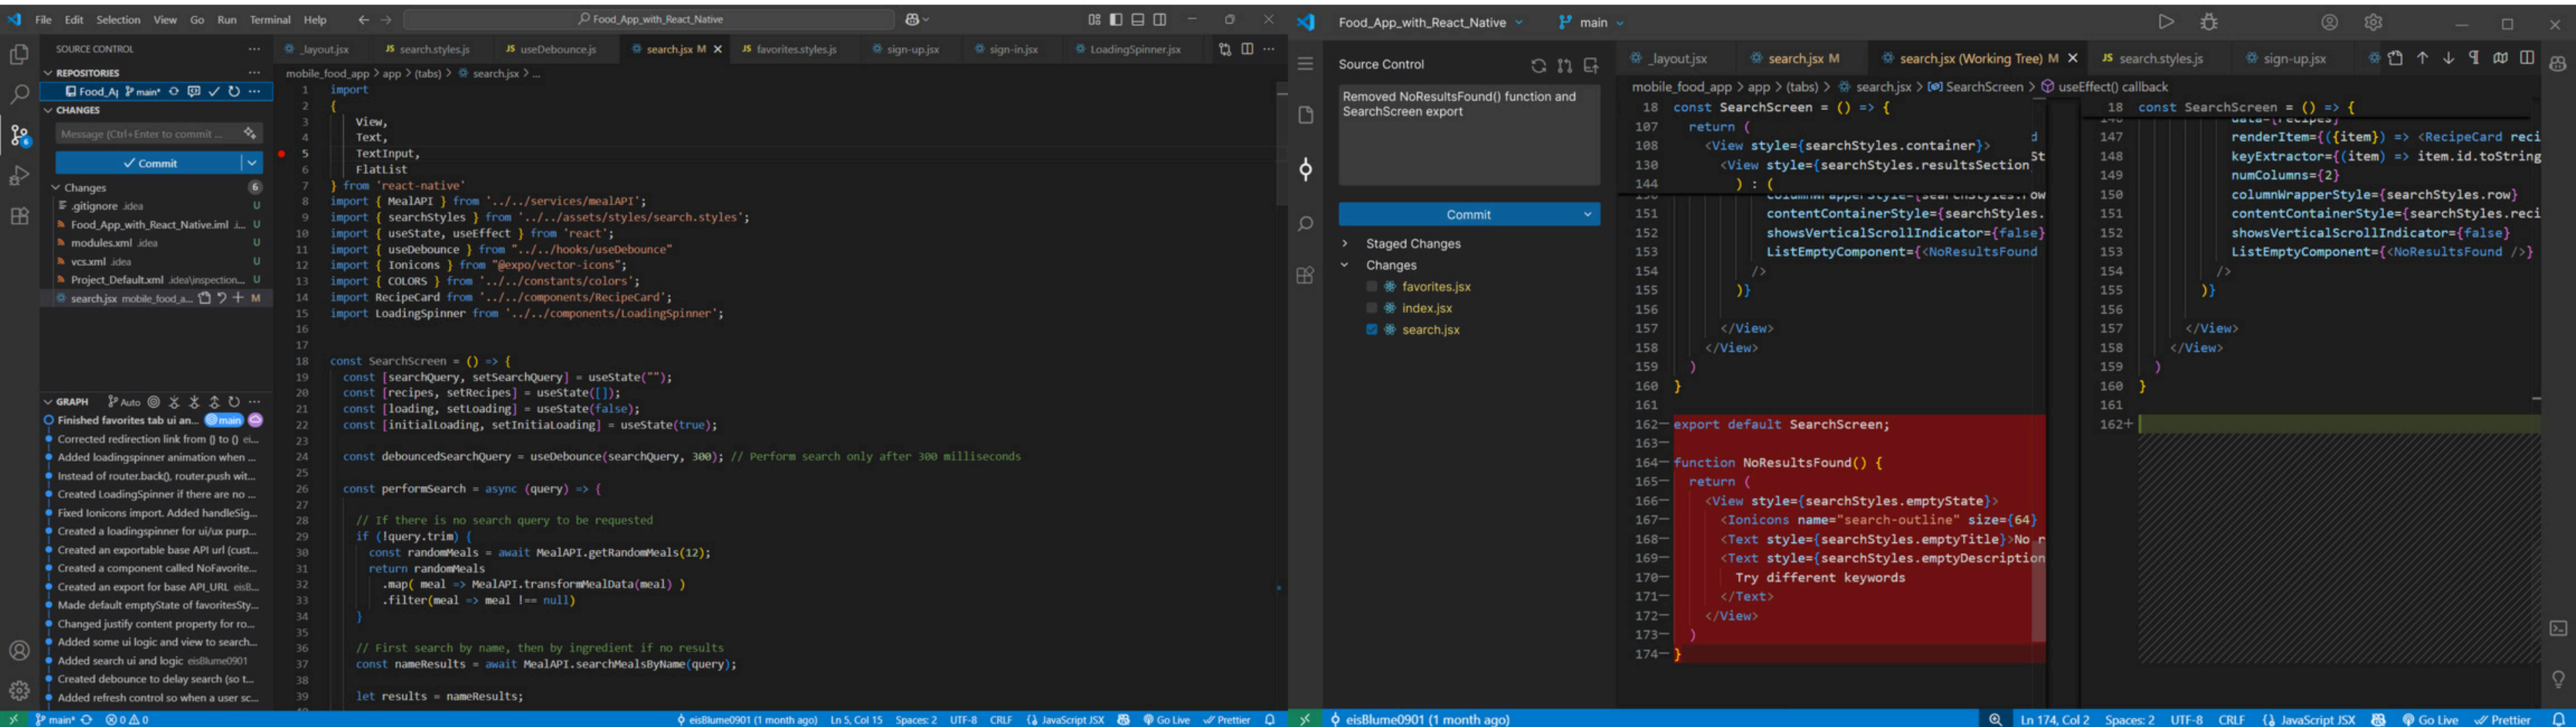 File Edit Selection View Go Run Terminal Help
Food_App_with_React_Native
SOURCE CONTROL
REPOSITORIES
main*
CHANGES
Message (Ctrl+Enter to commit ...
Commit
Changes 6
.gitignore .idea U
Food_App_with_React_Native.iml .i... U
modules.xml .idea U
vcs.xml .idea U
Project_Default.xml .idea\inspection... U
search.jsx mobile_food_a... M
GRAPH Auto
Finished favorites tab ui an... main
Corrected redirection link from {} to () ei...
Added loadingspinner animation when ...
Instead of router.back(), router.push wit...
Created LoadingSpinner if there are no ...
Fixed Ionicons import. Added handleSig...
Created a loadingspinner for ui/ux purp...
Created an exportable base API url (cust...
Created a component called NoFavorite...
Created an export for base API_URL eisB...
Made default emptyState of favoritesSty...
Changed justify content property for ro...
Added some ui logic and view to search...
Added search ui and logic eisBlume0901
Created debounce to delay search (so t...
Added refresh control so when a user sc...
_layout.jsx JS search.styles.js JS useDebounce.js search.jsx M JS favorites.styles.js sign-up.jsx sign-in.jsx LoadingSpinner.jsx
mobile_food_app > app > (tabs) > search.jsx > ...
1 import
2 {
3 View,
4 Text,
5 TextInput,
6 FlatList
7 } from 'react-native'
8 import { MealAPI } from '../../services/mealAPI';
9 import { searchStyles } from '../../assets/styles/search.styles';
10 import { useState, useEffect } from 'react';
11 import { useDebounce } from "../../hooks/useDebounce"
12 import { Ionicons } from "@expo/vector-icons";
13 import { COLORS } from '../../constants/colors';
14 import RecipeCard from '../../components/RecipeCard';
15 import LoadingSpinner from '../../components/LoadingSpinner';
16
17
18 const SearchScreen = () => {
19 const [searchQuery, setSearchQuery] = useState("");
20 const [recipes, setRecipes] = useState([]);
21 const [loading, setLoading] = useState(false);
22 const [initialLoading, setInitiaLoading] = useState(true);
23
24 const debouncedSearchQuery = useDebounce(searchQuery, 300); // Perform search only after 300 milliseconds
25
26 const performSearch = async (query) => {
27
28 // If there is no search query to be requested
29 if (!query.trim) {
30 const randomMeals = await MealAPI.getRandomMeals(12);
31 return randomMeals
32 .map( meal => MealAPI.transformMealData(meal) )
33 .filter(meal => meal !== null)
34 }
35
36 // First search by name, then by ingredient if no results
37 const nameResults = await MealAPI.searchMealsByName(query);
38
39 let results = nameResults;
main* 0 0
eisBlume0901 (1 month ago) Ln 5, Col 15 Spaces: 2 UTF-8 CRLF JavaScript JSX Go Live Prettier
Food_App_with_React_Native main
Source Control
Removed NoResultsFound() function and
SearchScreen export
Commit
Staged Changes
Changes
favorites.jsx
index.jsx
search.jsx
_layout.jsx search.jsx M search.jsx (Working Tree) M JS search.styles.js sign-up.jsx
mobile_food_app > app > (tabs) > search.jsx > SearchScreen > useEffect() callback
18 const SearchScreen = () => {
107 return (
108 <View style={searchStyles.container}>
130 <View style={searchStyles.resultsSection
144 ) : (
151 contentContainerStyle={searchStyles.
152 showsVerticalScrollIndicator={false}
153 ListEmptyComponent={<NoResultsFound
154 />
155 )}
156
157 </View>
158 </View>
159 )
160 }
161
162 export default SearchScreen;
163
164 function NoResultsFound() {
165 return (
166 <View style={searchStyles.emptyState}>
167 <Ionicons name="search-outline" size={64}
168 <Text style={searchStyles.emptyTitle}>No r
169 <Text style={searchStyles.emptyDescription
170 Try different keywords
171 </Text>
172 </View>
173 )
174 }
18 const SearchScreen = () => {
147 renderItem={({item}) => <RecipeCard reci
148 keyExtractor={(item) => item.id.toString
149 numColumns={2}
150 columnWrapperStyle={searchStyles.row}
151 contentContainerStyle={searchStyles.reci
152 showsVerticalScrollIndicator={false}
153 ListEmptyComponent={<NoResultsFound />}
154 />
155 )}
156
157 </View>
158 </View>
159 )
160 }
161
162+
eisBlume0901 (1 month ago) Ln 174, Col 2 Spaces: 2 UTF-8 CRLF JavaScript JSX Go Live Prettier